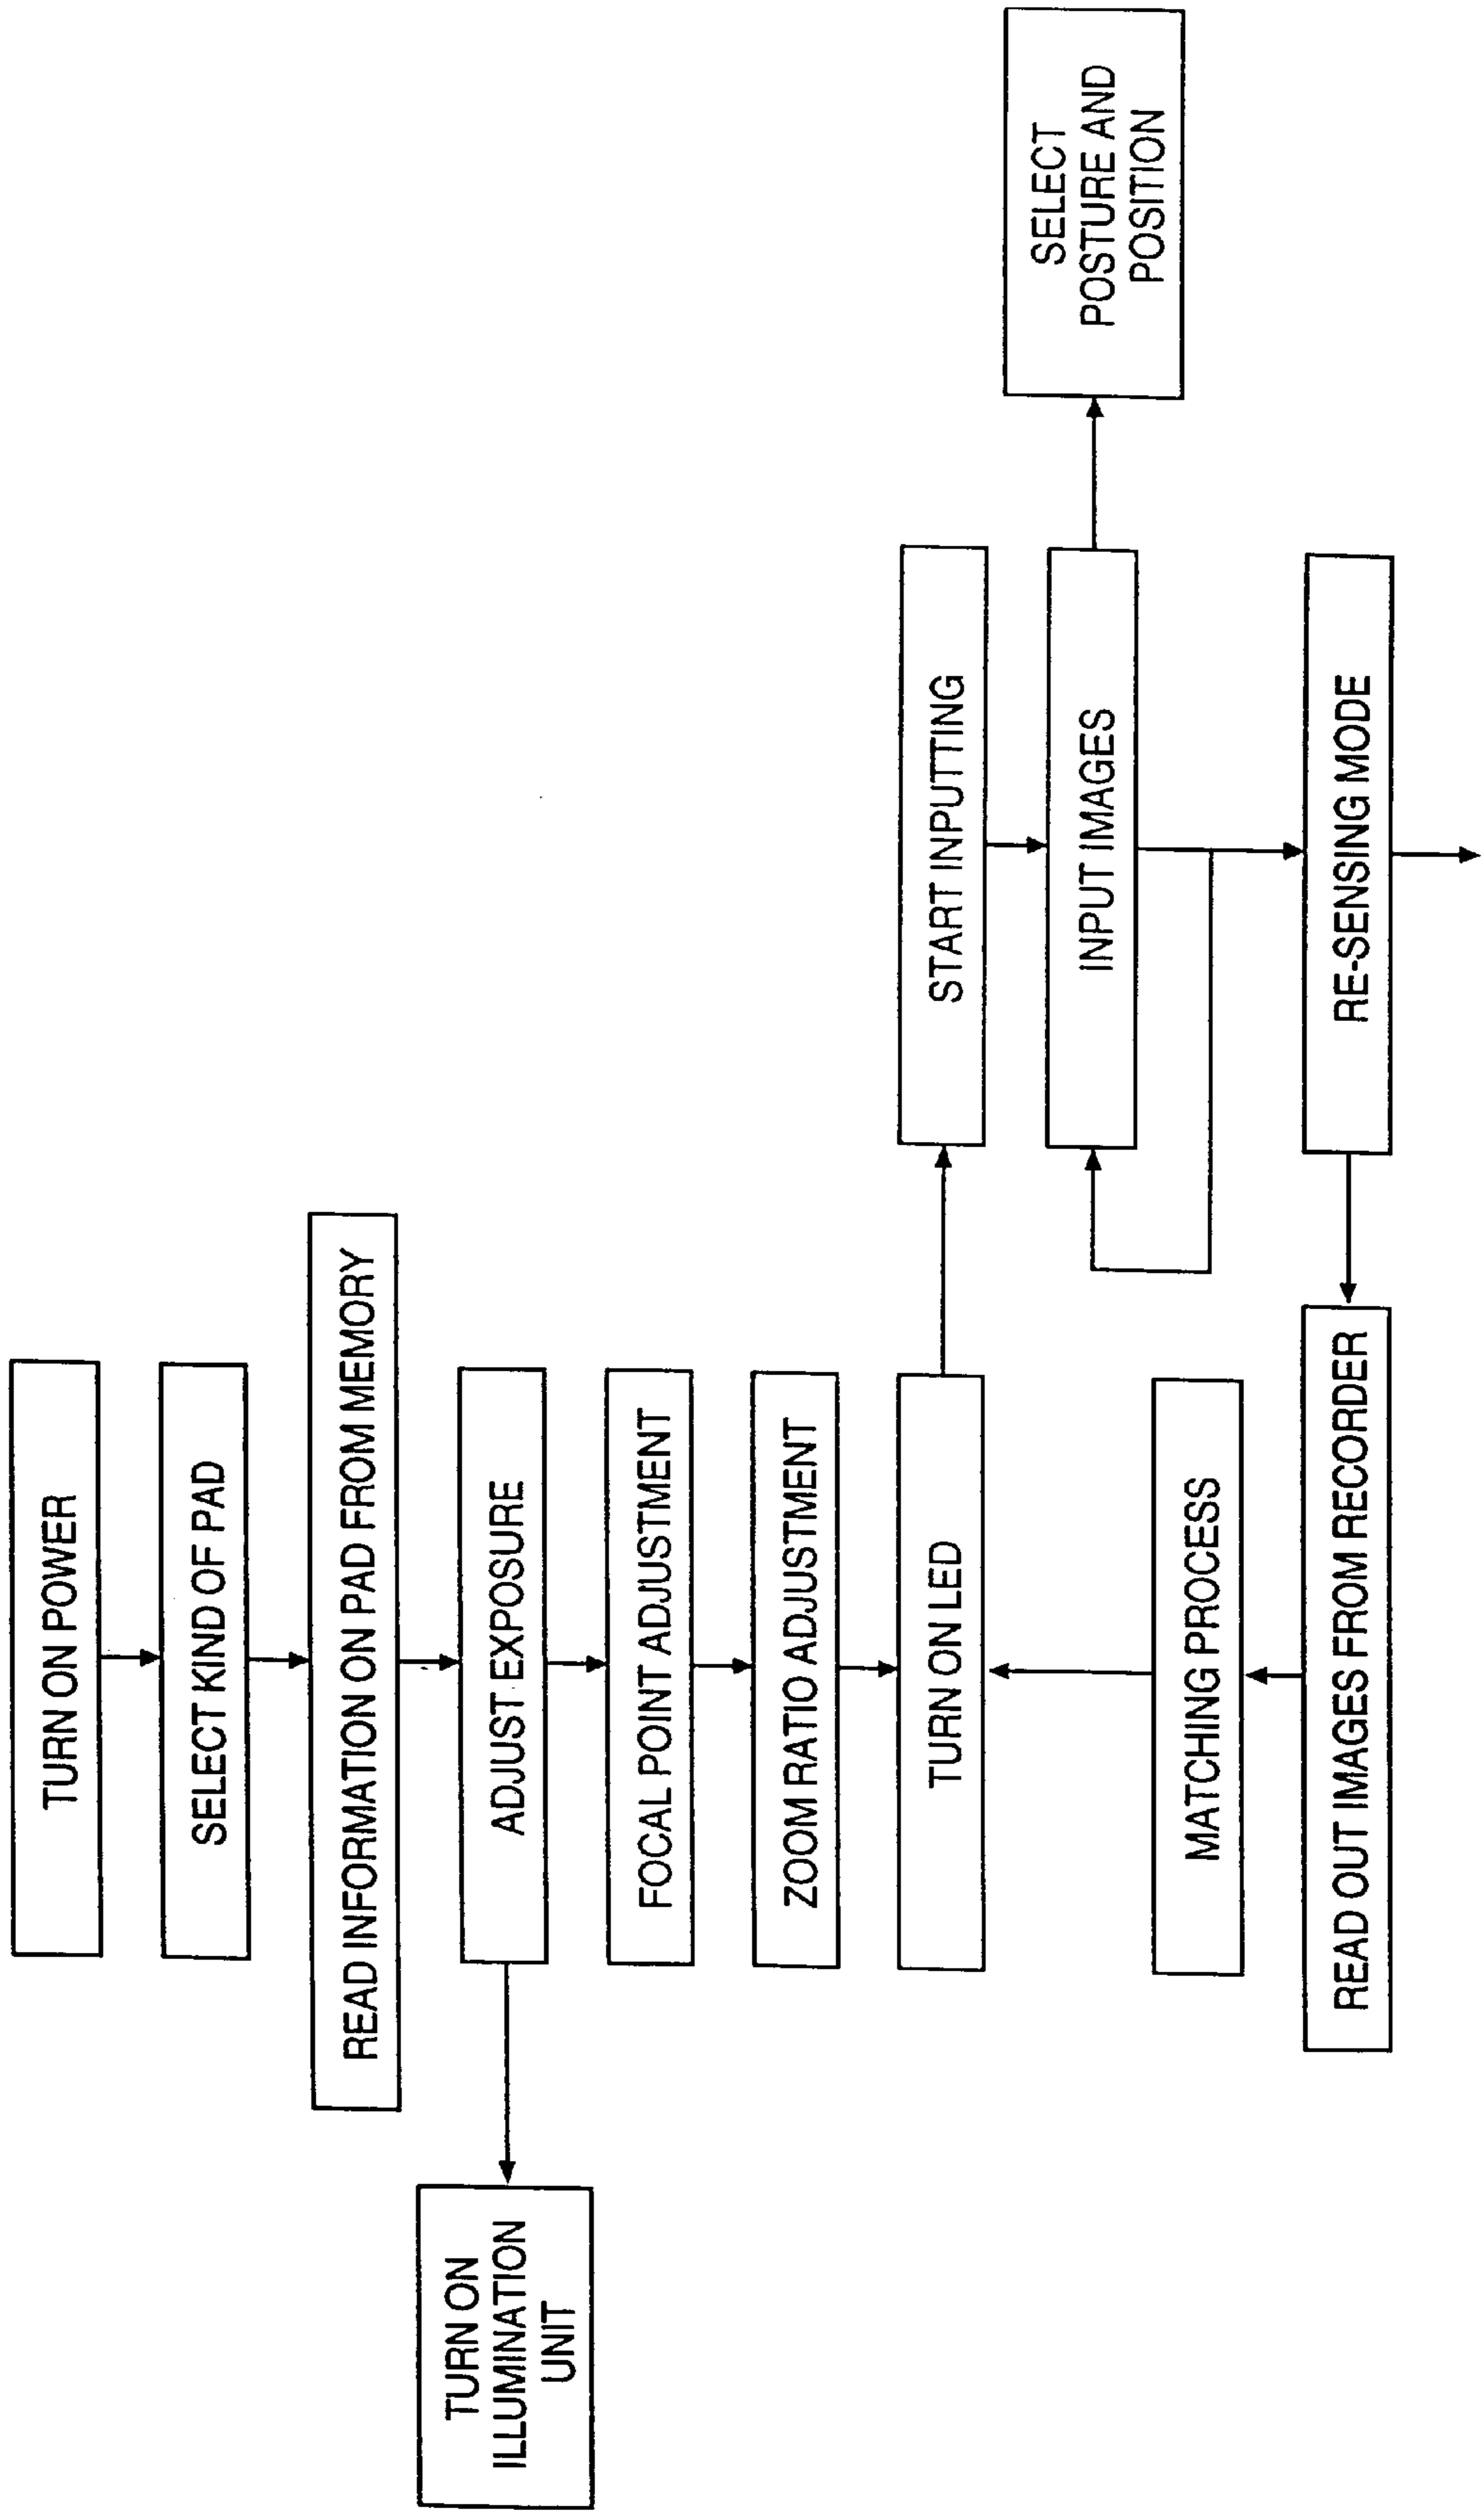 TURN ON POWER
SELECT KIND OF PAD
READ INFORMATION ON PAD FROM MEMORY
TURN ON
ILLUMINATION
UNIT
ADJUST EXPOSURE
FOCAL POINT ADJUSTMENT
ZOOM RATIO ADJUSTMENT
TURN ON LED
START INPUTTING
INPUT IMAGES
SELECT
POSTURE AND
POSITION
MATCHING PROCESS
READ OUT IMAGES FROM RECORDER
RE-SENSING MODE